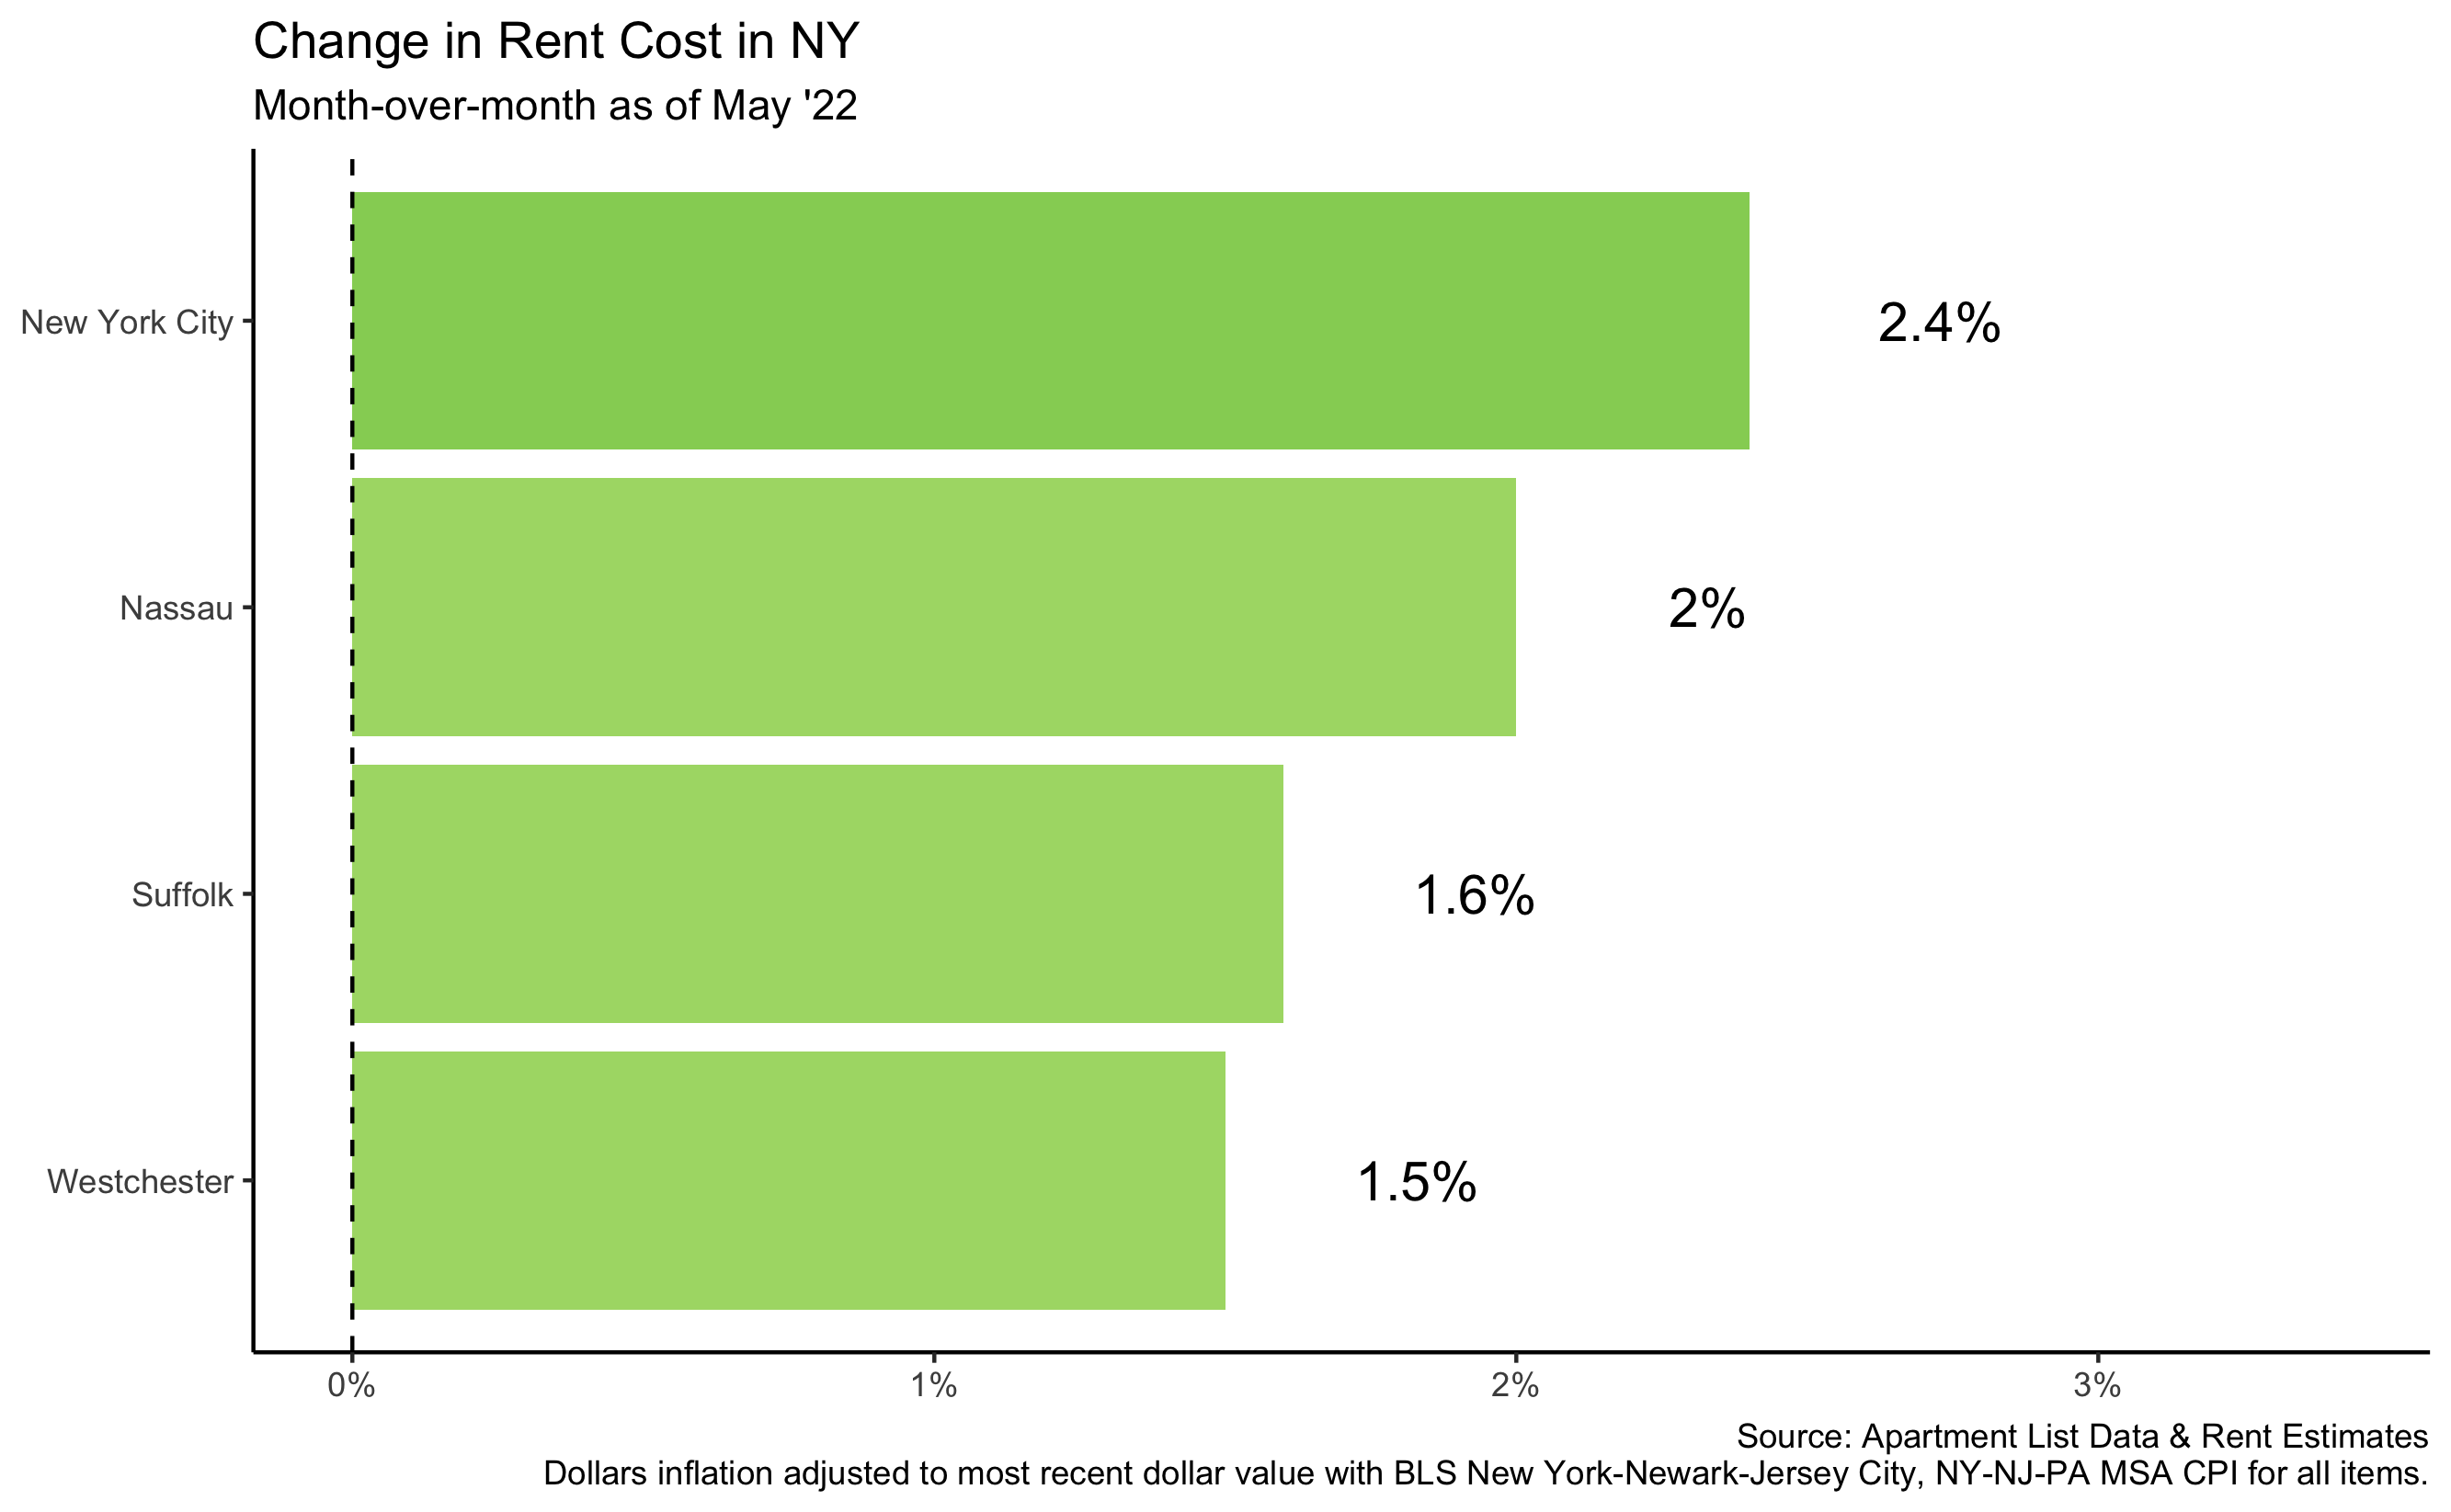 Change in Rent Cost in NY
Month-over-month as of May '22
New York City
2.4%
Nassau
2%
Suffolk
1.6%
Westchester
1.5%
0% 1% 2% 3%
Source: Apartment List Data & Rent Estimates
Dollars inflation adjusted to most recent dollar value with BLS New York-Newark-Jersey City, NY-NJ-PA MSA CPI for all items.